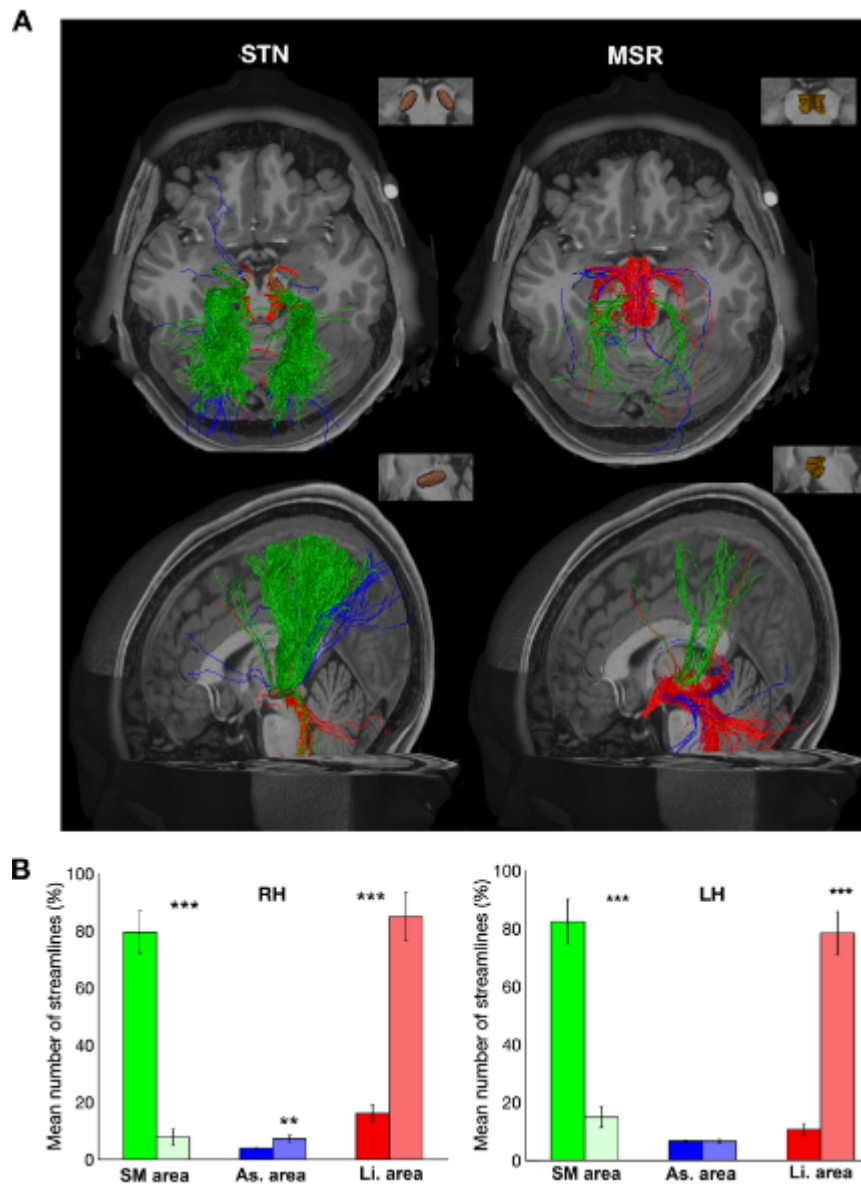 A
STN MSR
B
Mean number of streamlines (%)
100
80
60
40
20
0
RH
***
**
***
SM area As. area Li. area
Mean number of streamlines (%)
100
80
60
40
20
0
LH
***
***
SM area As. area Li. area